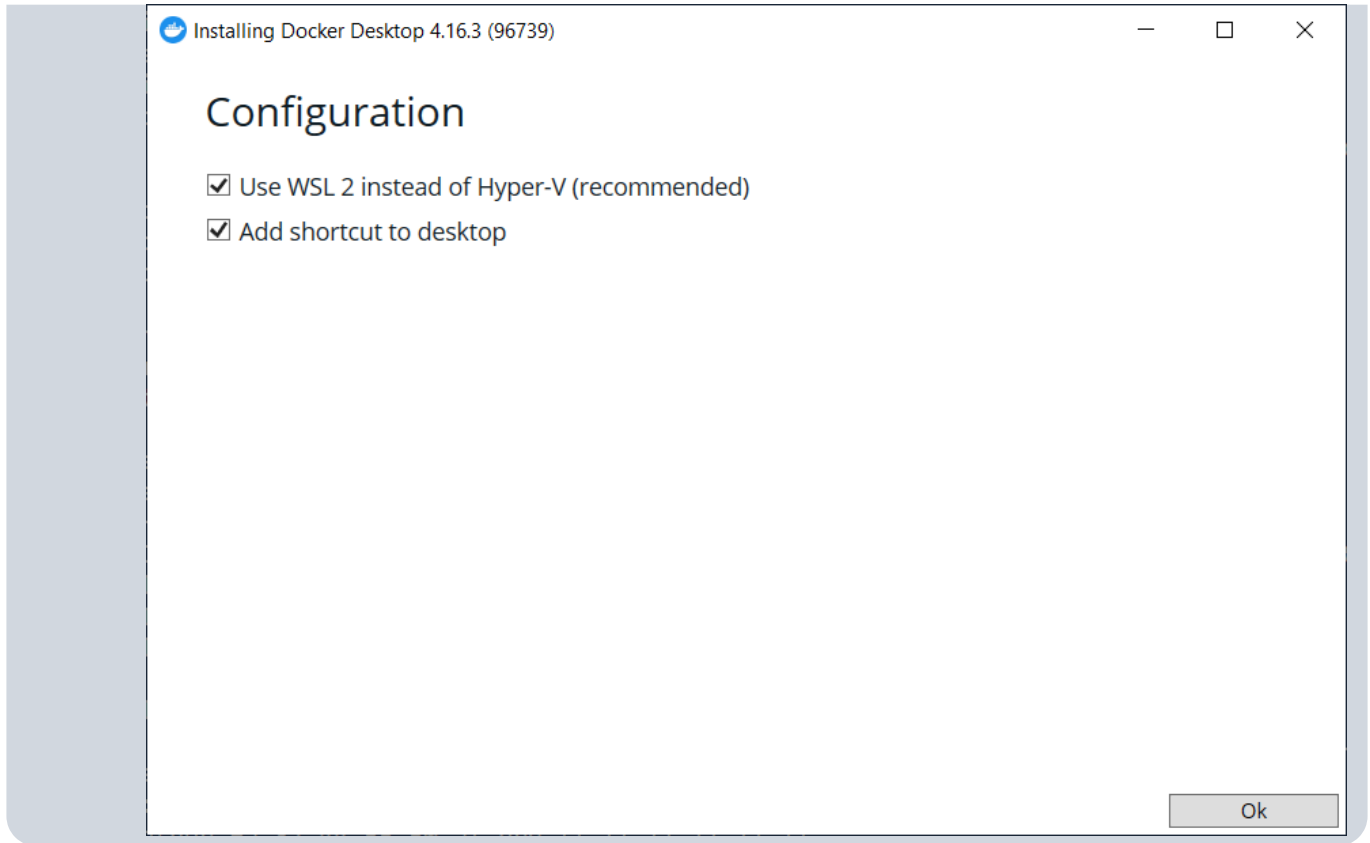 Installing Docker Desktop 4.16.3 (96739)
Configuration
Use WSL 2 instead of Hyper-V (recommended)
Add shortcut to desktop
Ok